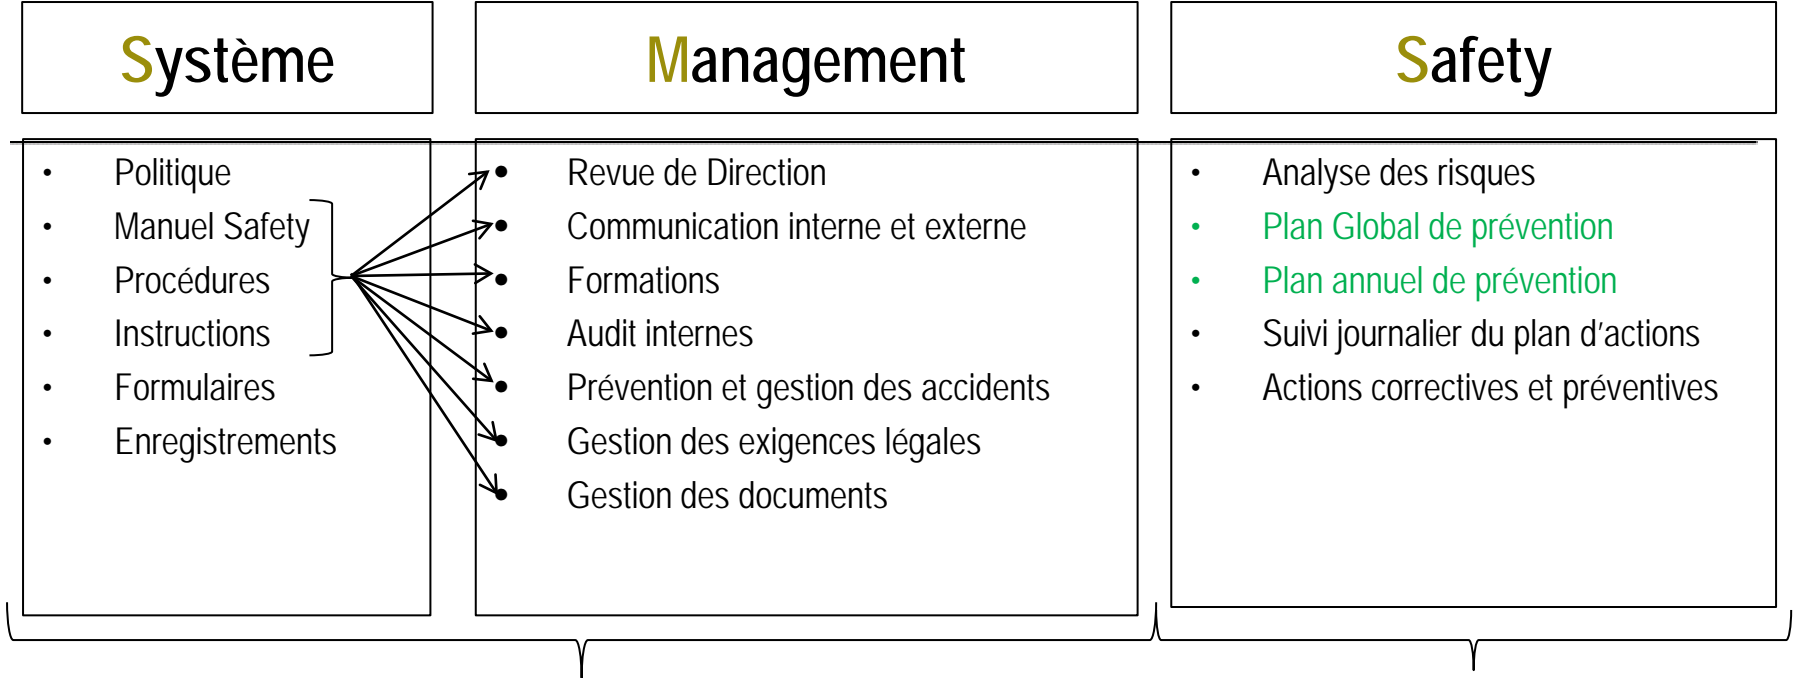 Système
Management
Safety
• Politique
• Manuel Safety
• Procédures
• Instructions
• Formulaires
• Enregistrements
• Revue de Direction
• Communication interne et externe
• Formations
• Audit internes
• Prévention et gestion des accidents
• Gestion des exigences légales
• Gestion des documents
• Analyse des risques
• Plan Global de prévention
• Plan annuel de prévention
• Suivi journalier du plan d’actions
• Actions correctives et préventives